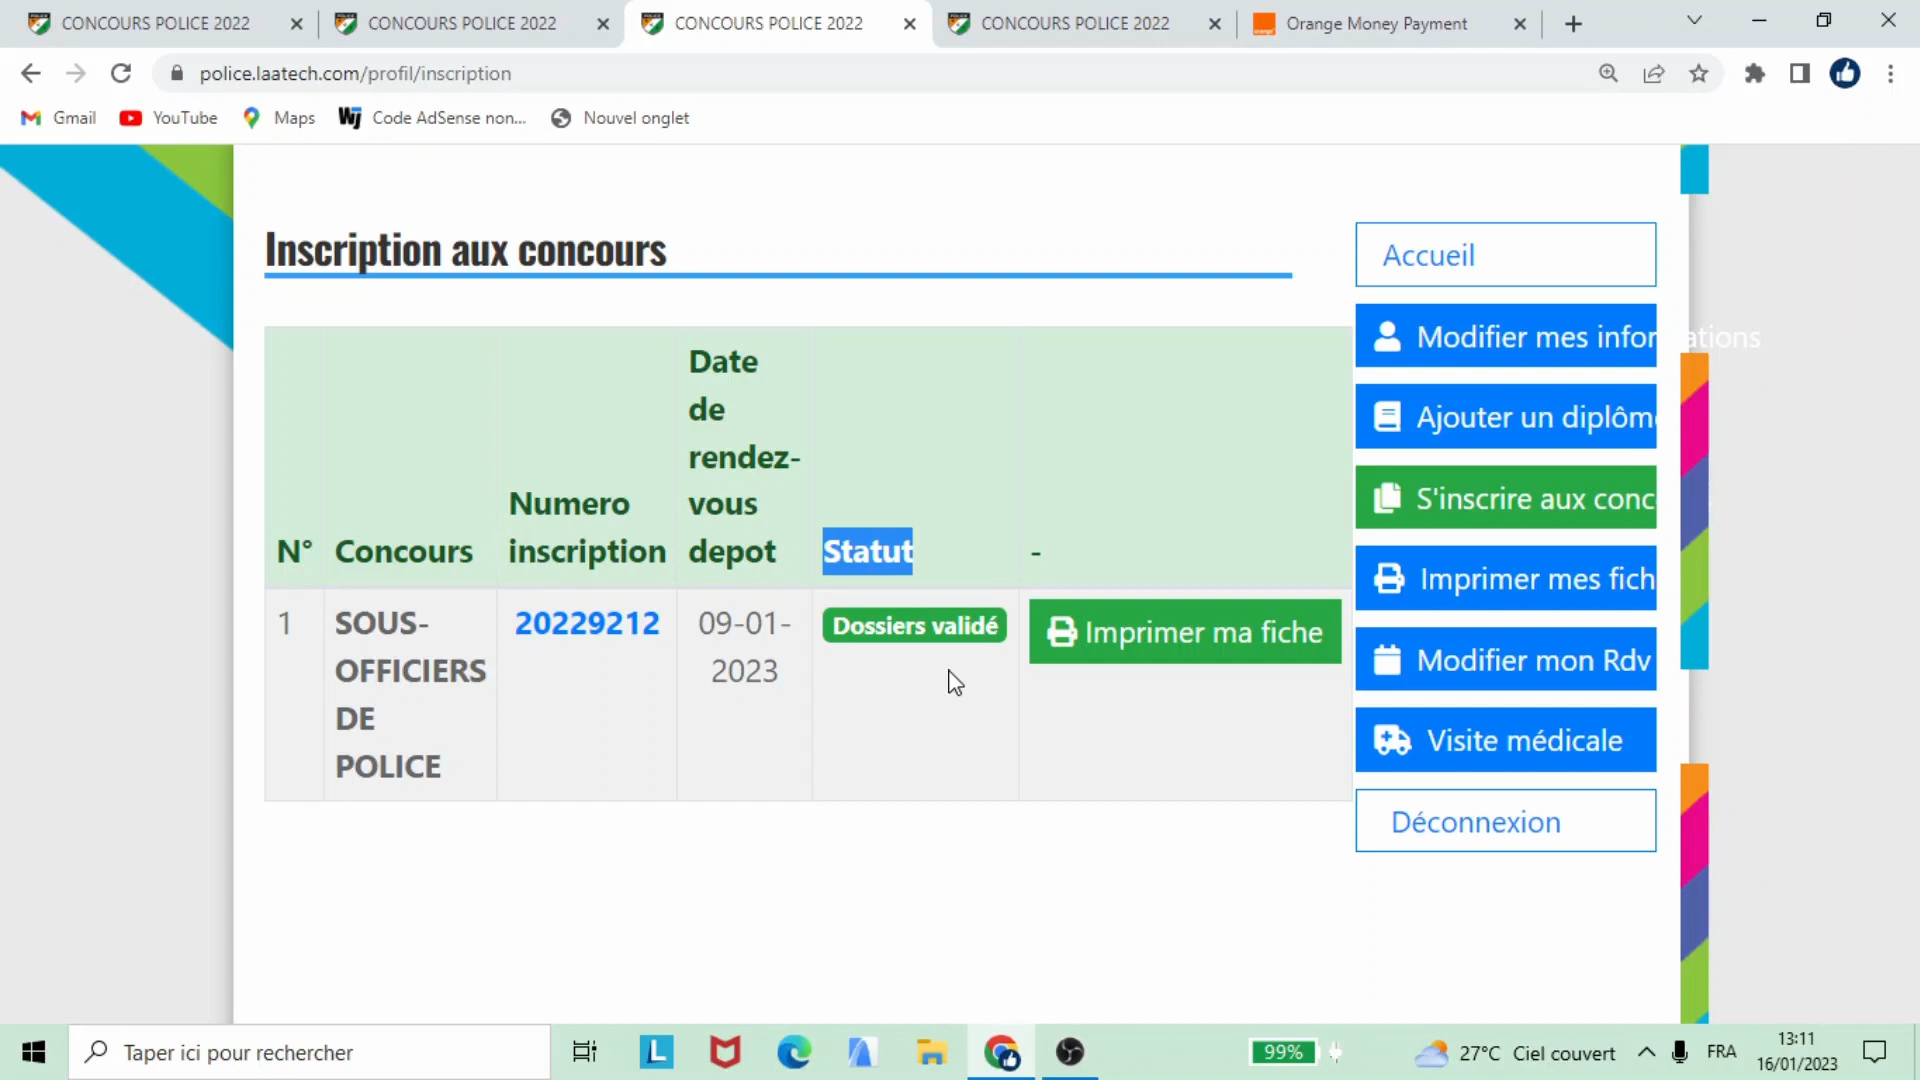 CONCOURS POLICE 2022
CONCOURS POLICE 2022
CONCOURS POLICE 2022
CONCOURS POLICE 2022
Orange Money Payment
police.laatech.com/profil/inscription
Gmail
YouTube
Maps
Code AdSense non...
Nouvel onglet
Inscription aux concours
N°
Concours
Numero
inscription
Date
de
rendez-
vous
depot
Statut
-
1
SOUS-
OFFICIERS
DE
POLICE
20229212
09-01-
2023
Dossiers validé
Imprimer ma fiche
Accueil
Modifier mes informations
Ajouter un diplôm
S'inscrire aux conc
Imprimer mes fich
Modifier mon Rdv
Visite médicale
Déconnexion
Taper ici pour rechercher
99%
27°C Ciel couvert
FRA
13:11
16/01/2023